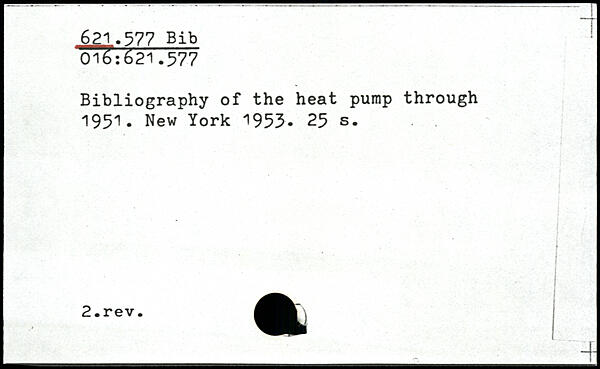 621.577 Bib
016:621.577
Bibliography of the heat pump through
1951. New York 1953. 25 s.
2.rev.